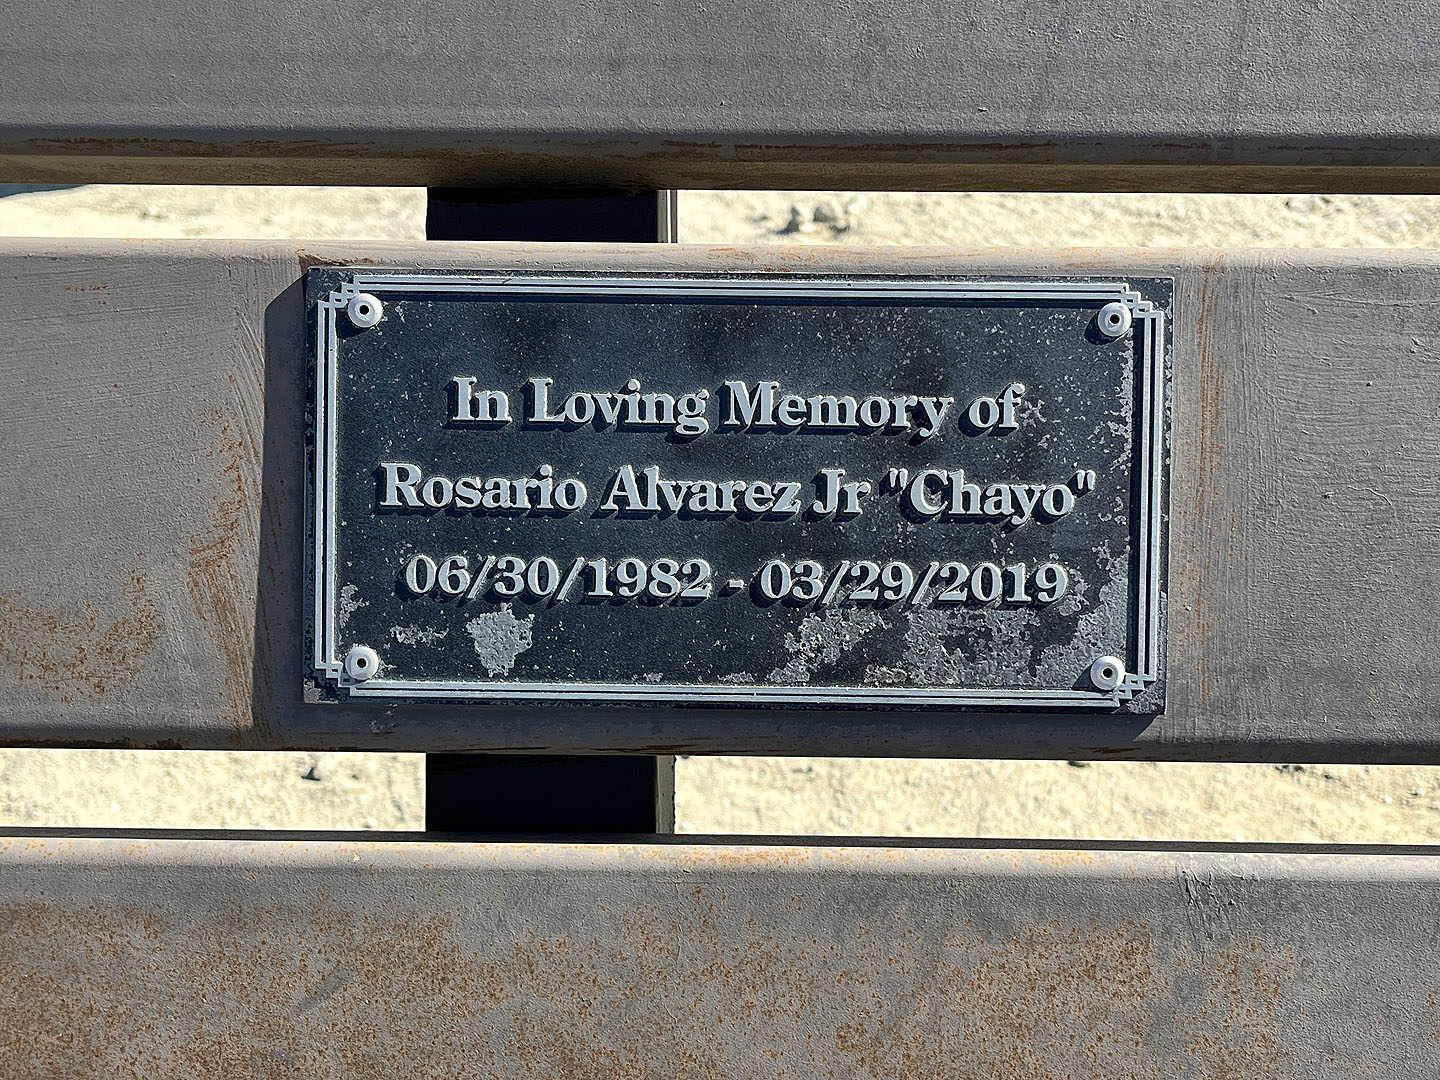 In Loving Memory of
Rosario Alvarez Jr "Chayo"
06/30/1982 - 03/29/2019